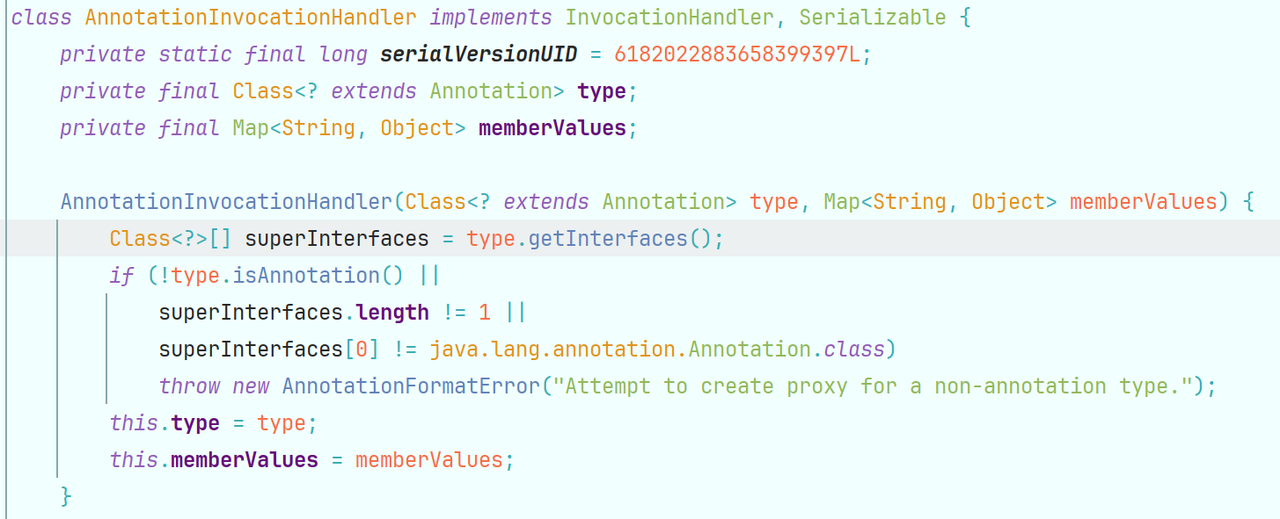 class AnnotationInvocationHandler implements InvocationHandler, Serializable {
    private static final long serialVersionUID = 6182022883658399397L;
    private final Class<? extends Annotation> type;
    private final Map<String, Object> memberValues;

    AnnotationInvocationHandler(Class<? extends Annotation> type, Map<String, Object> memberValues) {
        Class<?>[] superInterfaces = type.getInterfaces();
        if (!type.isAnnotation() ||
            superInterfaces.length != 1 ||
            superInterfaces[0] != java.lang.annotation.Annotation.class)
            throw new AnnotationFormatError("Attempt to create proxy for a non-annotation type.");
        this.type = type;
        this.memberValues = memberValues;
    }